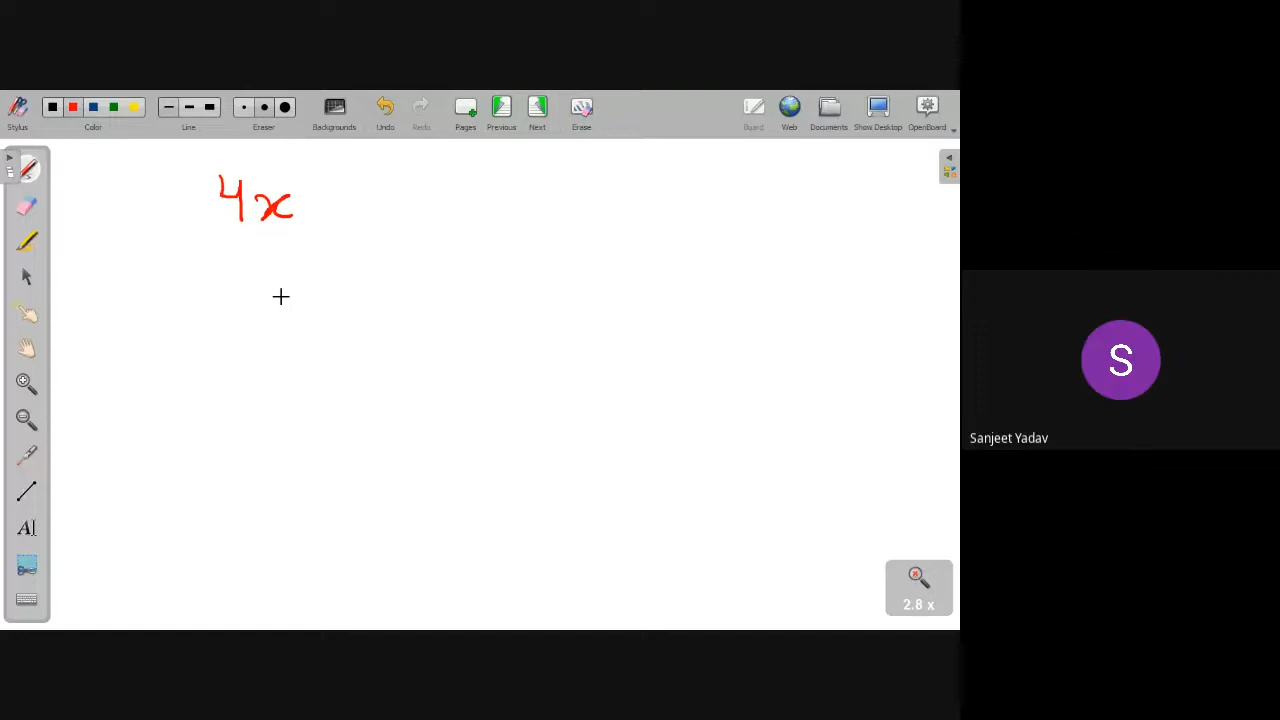 Stylus Color Line Eraser Backgrounds Undo Redo Pages Previous Next Erase Board Web Documents Show Desktop OpenBoard
4x
S
Sanjeet Yadav
AI
2.8 x